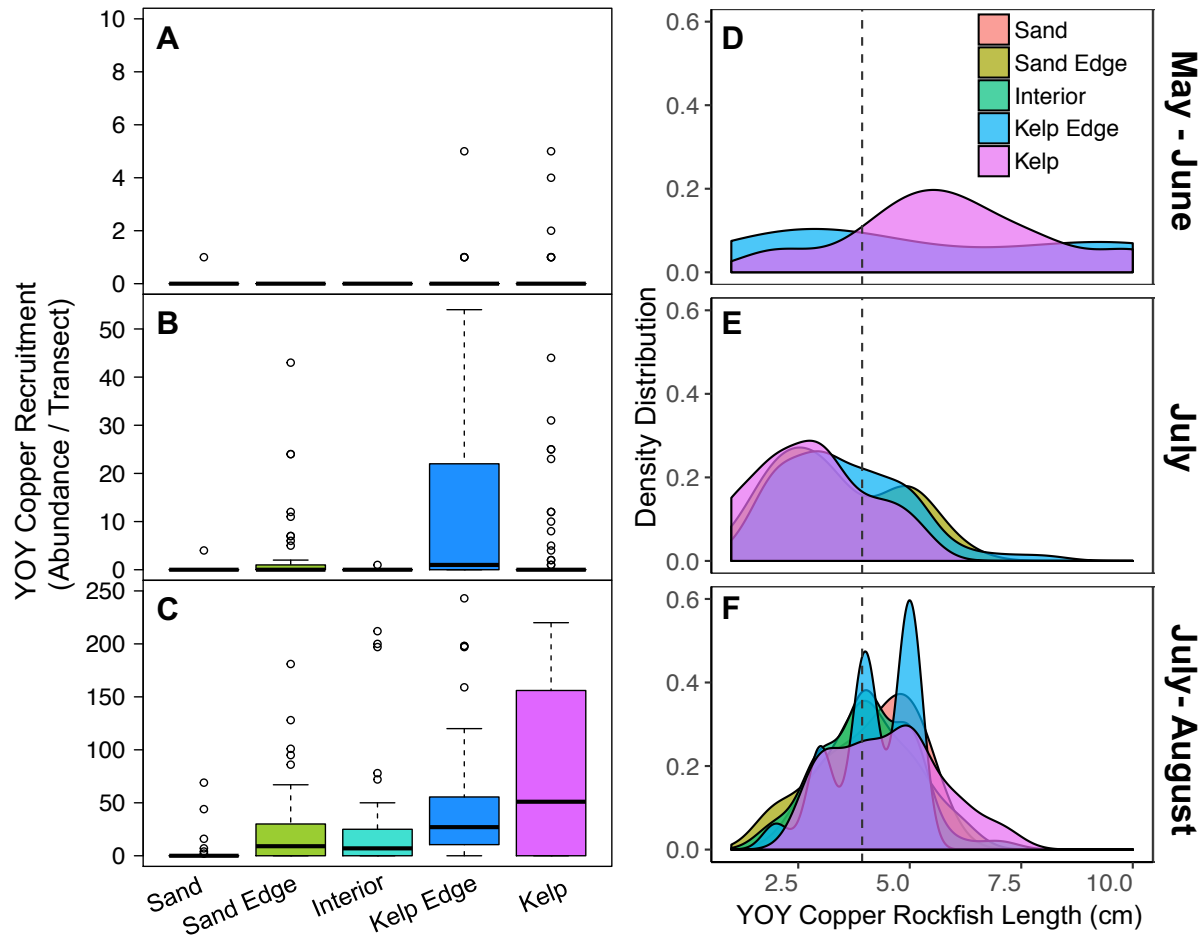 A
10
8
6
4
2
0
B
50
40
30
20
10
0
C
250
200
150
100
50
0
YOY Copper Recruitment
(Abundance / Transect)
Sand
Sand Edge
Interior
Kelp Edge
Kelp
D
0.6
0.4
0.2
0.0
Sand
Sand Edge
Interior
Kelp Edge
Kelp
May - June
E
0.6
0.4
0.2
0.0
Density Distribution
July
F
0.6
0.4
0.2
0.0
July- August
2.5 5.0 7.5 10.0
YOY Copper Rockfish Length (cm)